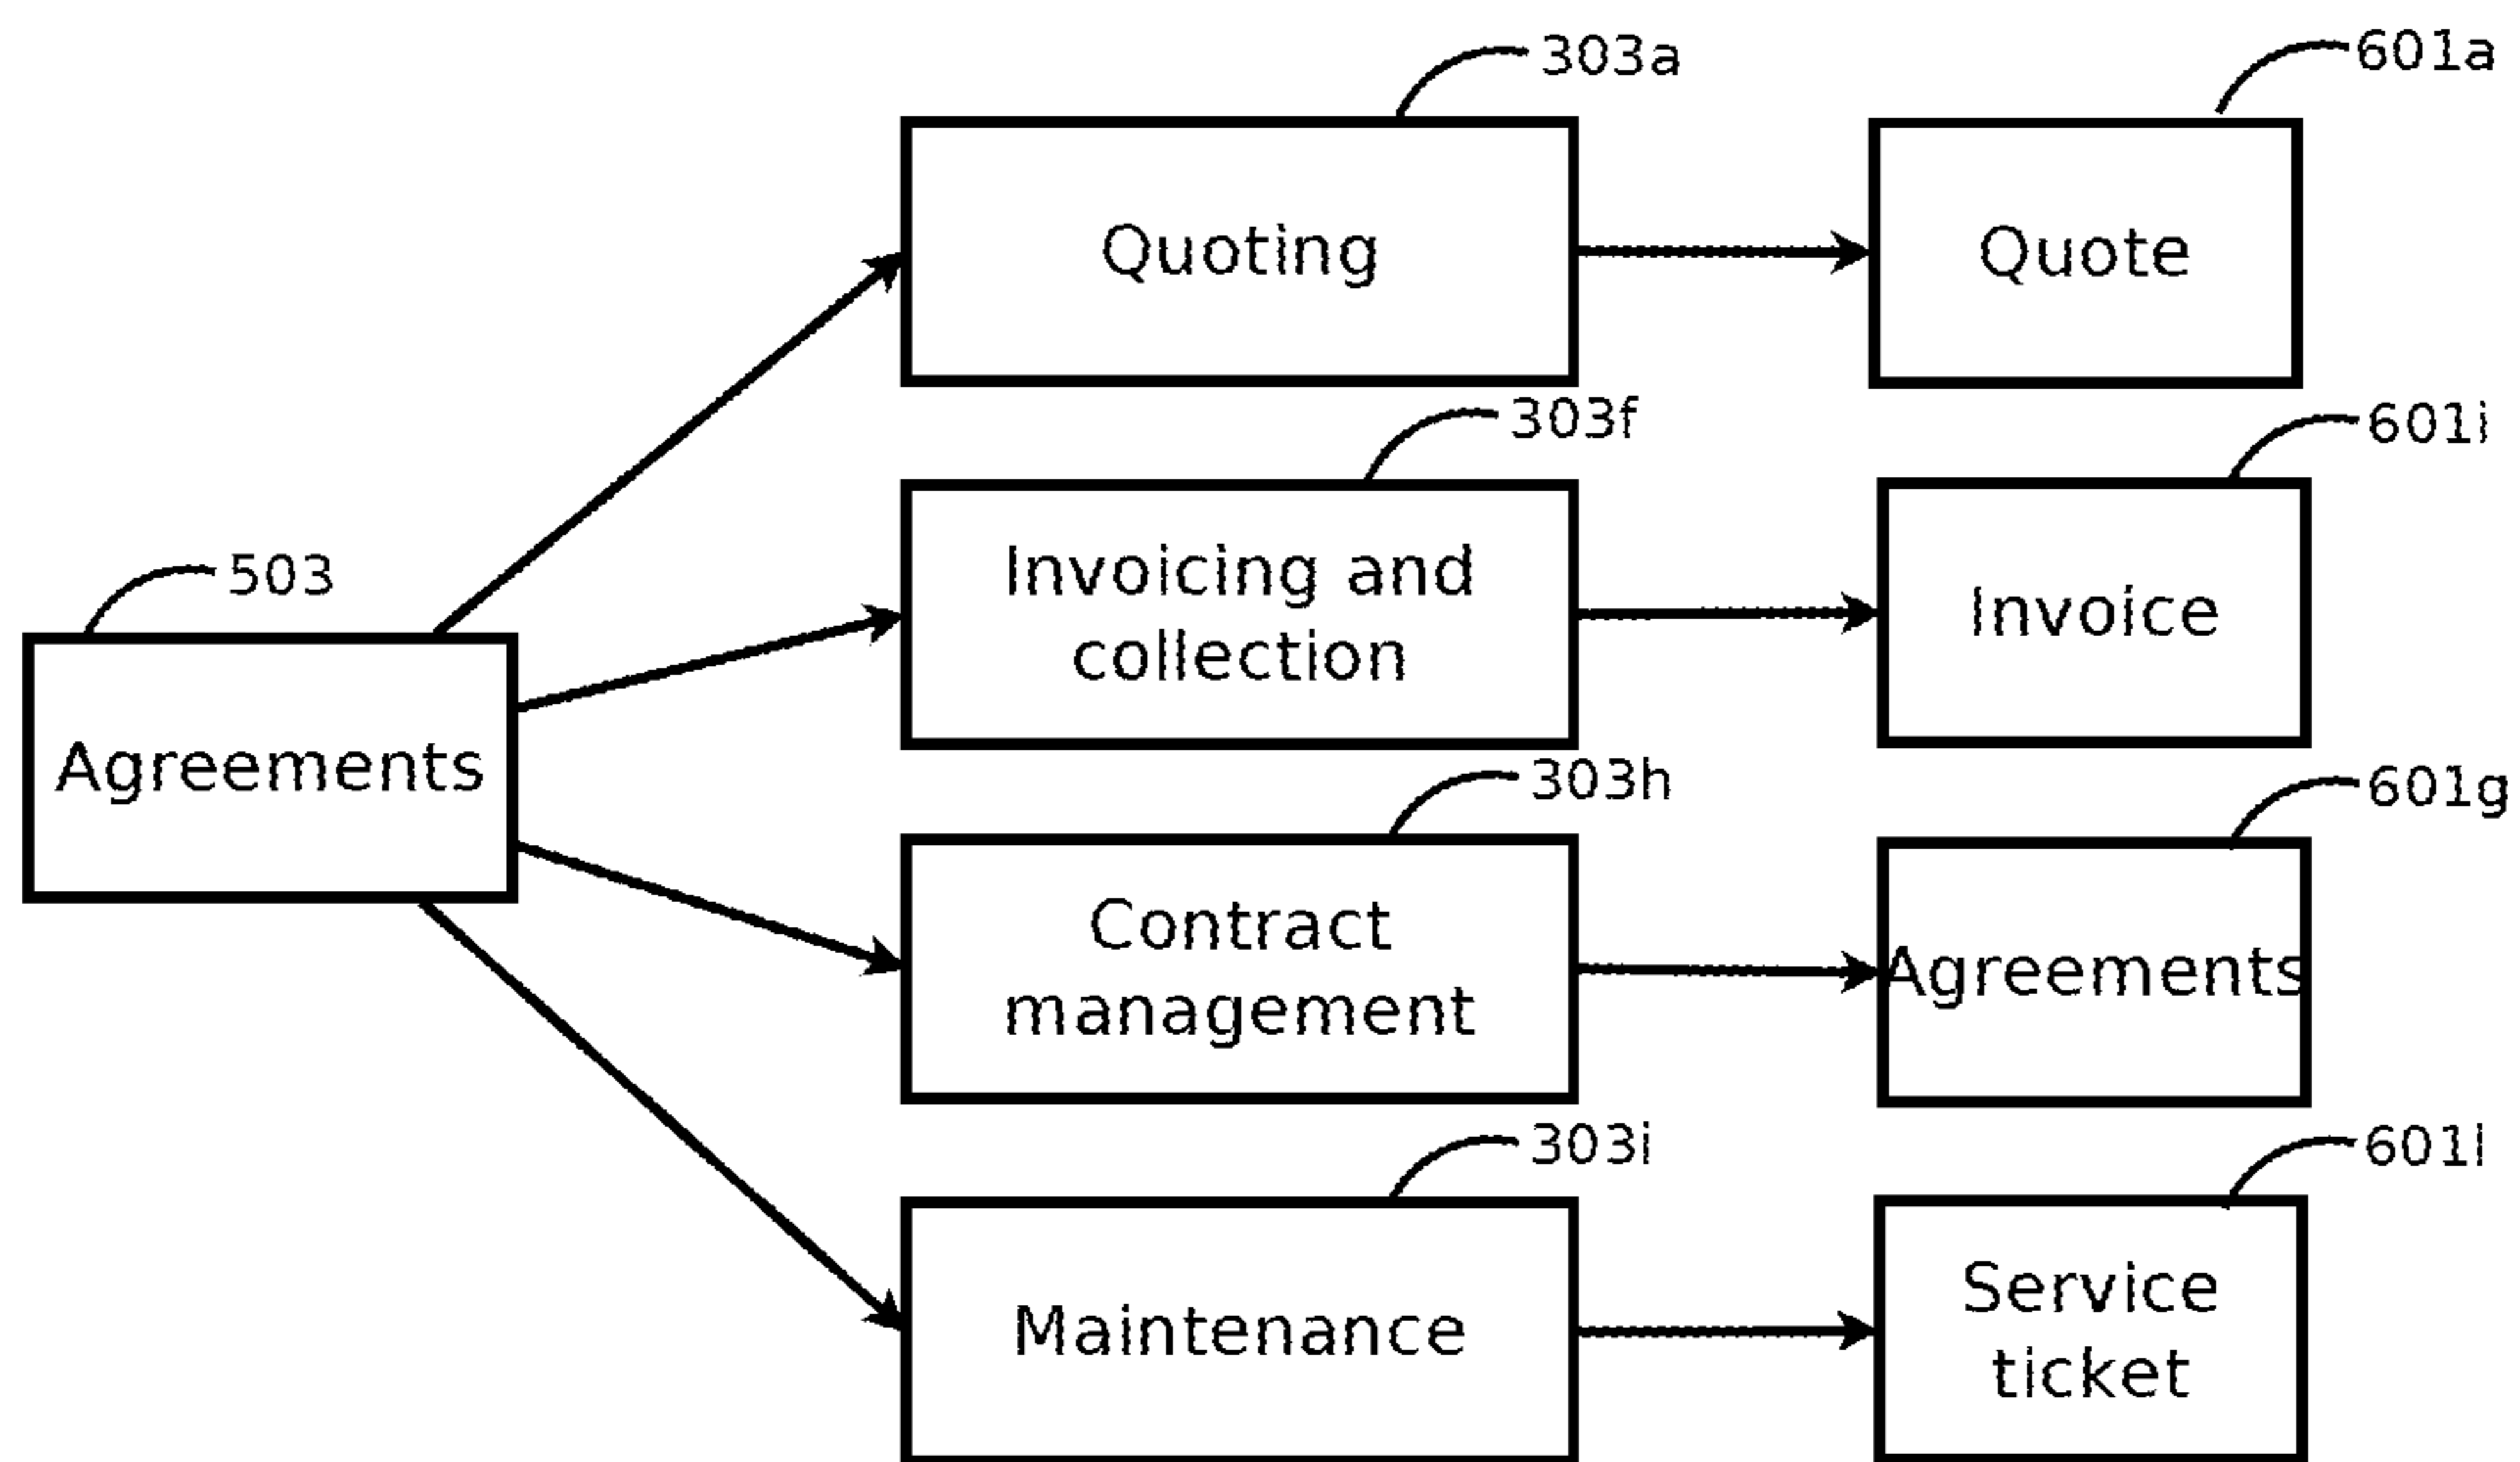 303a
601a
Quoting
Quote
303f
601i
Invoicing and
collection
Invoice
503
Agreements
303h
601g
Contract
management
Agreements
303i
601l
Maintenance
Service
ticket